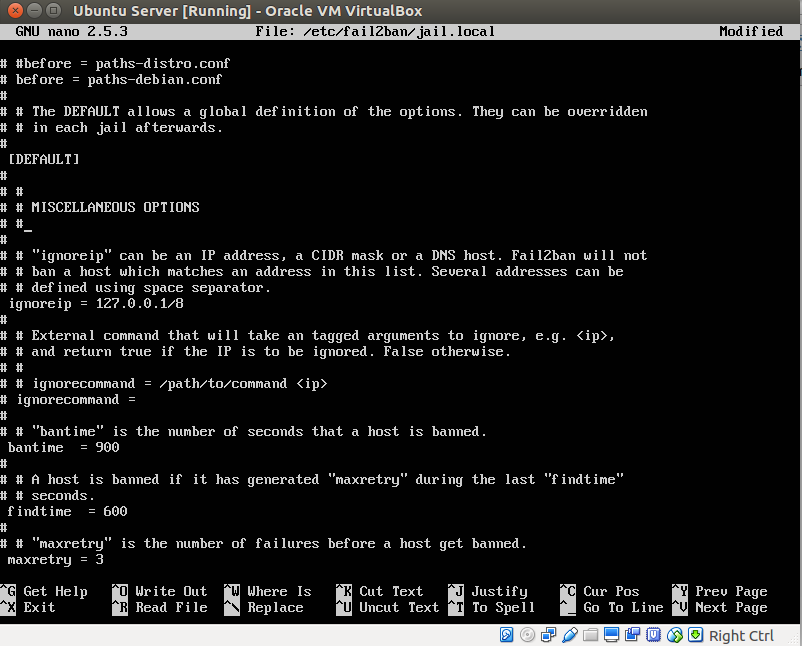 Ubuntu Server [Running] - Oracle VM VirtualBox
GNU nano 2.5.3 File: /etc/fail2ban/jail.local Modified
# #before = paths-distro.conf
# before = paths-debian.conf
#
# # The DEFAULT allows a global definition of the options. They can be overridden
# # in each jail afterwards.
#
[DEFAULT]
#
# #
# # MISCELLANEOUS OPTIONS
# #_
#
# # "ignoreip" can be an IP address, a CIDR mask or a DNS host. Fail2ban will not
# # ban a host which matches an address in this list. Several addresses can be
# # defined using space separator.
ignoreip = 127.0.0.1/8
#
# # External command that will take an tagged arguments to ignore, e.g. <ip>,
# # and return true if the IP is to be ignored. False otherwise.
# #
# # ignorecommand = /path/to/command <ip>
# ignorecommand =
#
# # "bantime" is the number of seconds that a host is banned.
bantime  = 900
#
# # A host is banned if it has generated "maxretry" during the last "findtime"
# # seconds.
findtime  = 600
#
# # "maxretry" is the number of failures before a host get banned.
maxretry = 3
^G Get Help ^O Write Out ^W Where Is ^K Cut Text ^J Justify ^C Cur Pos ^Y Prev Page
^X Exit ^R Read File ^\ Replace ^U Uncut Text ^T To Spell ^_ Go To Line ^V Next Page
Right Ctrl